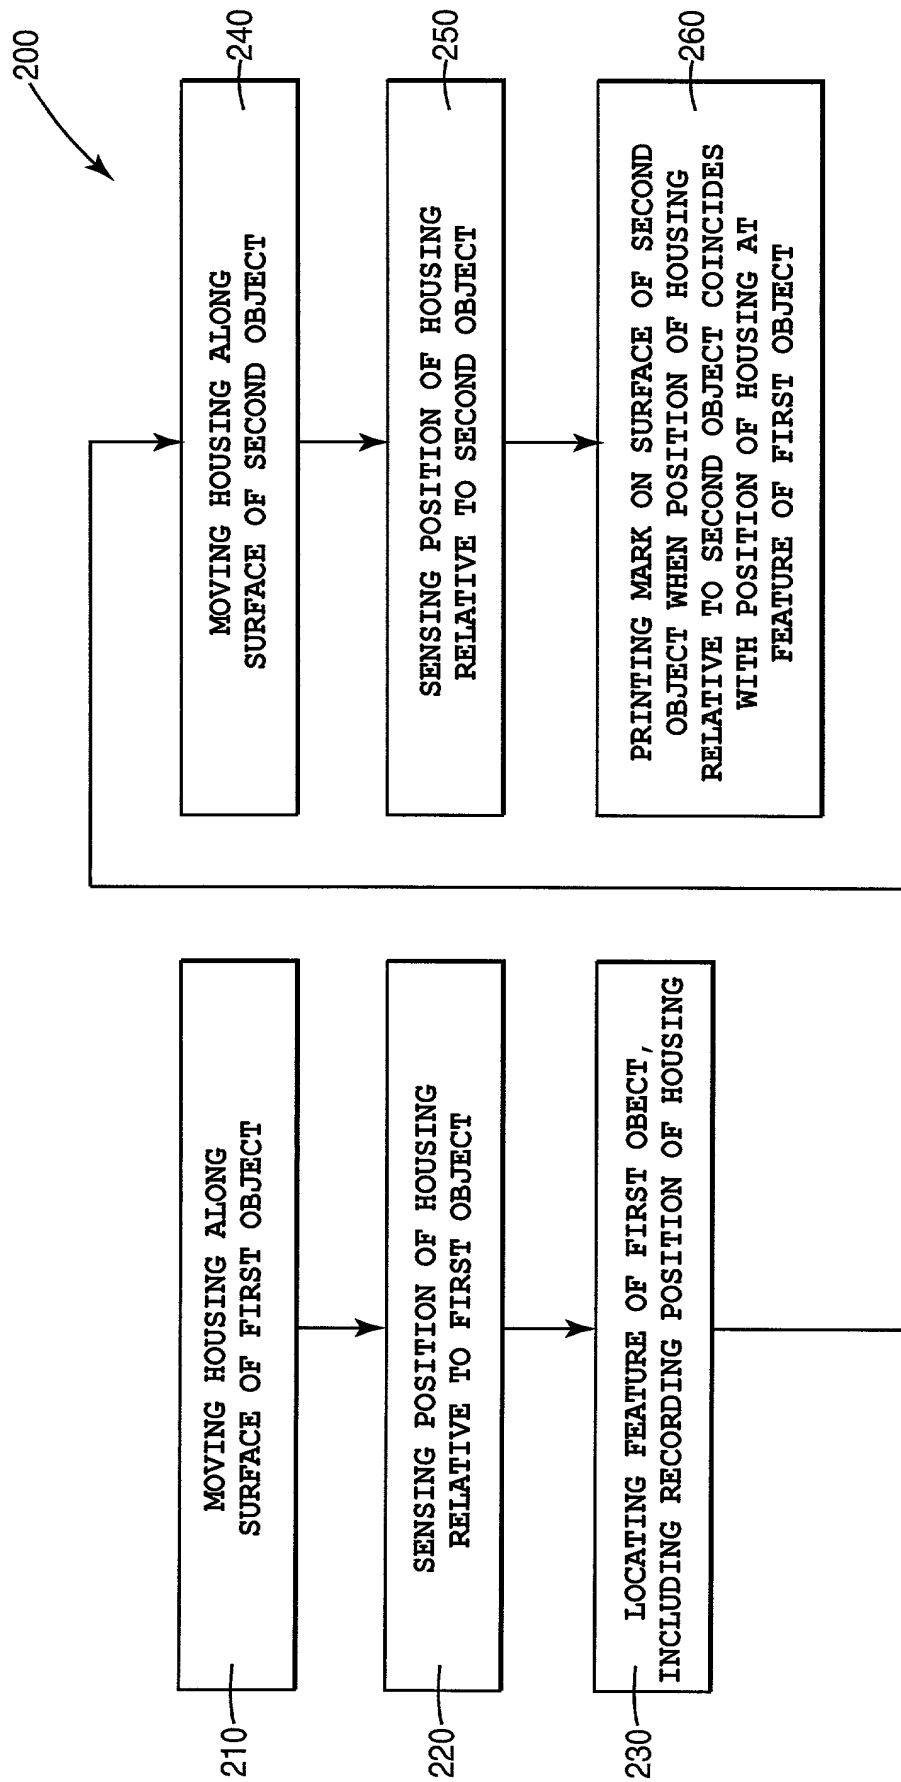 200
210
MOVING HOUSING ALONG
SURFACE OF FIRST OBJECT
220
SENSING POSITION OF HOUSING
RELATIVE TO FIRST OBJECT
230
LOCATING FEATURE OF FIRST OBECT,
INCLUDING RECORDING POSITION OF HOUSING
240
MOVING HOUSING ALONG
SURFACE OF SECOND OBJECT
250
SENSING POSITION OF HOUSING
RELATIVE TO SECOND OBJECT
260
PRINTING MARK ON SURFACE OF SECOND
OBJECT WHEN POSITION OF HOUSING
RELATIVE TO SECOND OBJECT COINCIDES
WITH POSITION OF HOUSING AT
FEATURE OF FIRST OBJECT